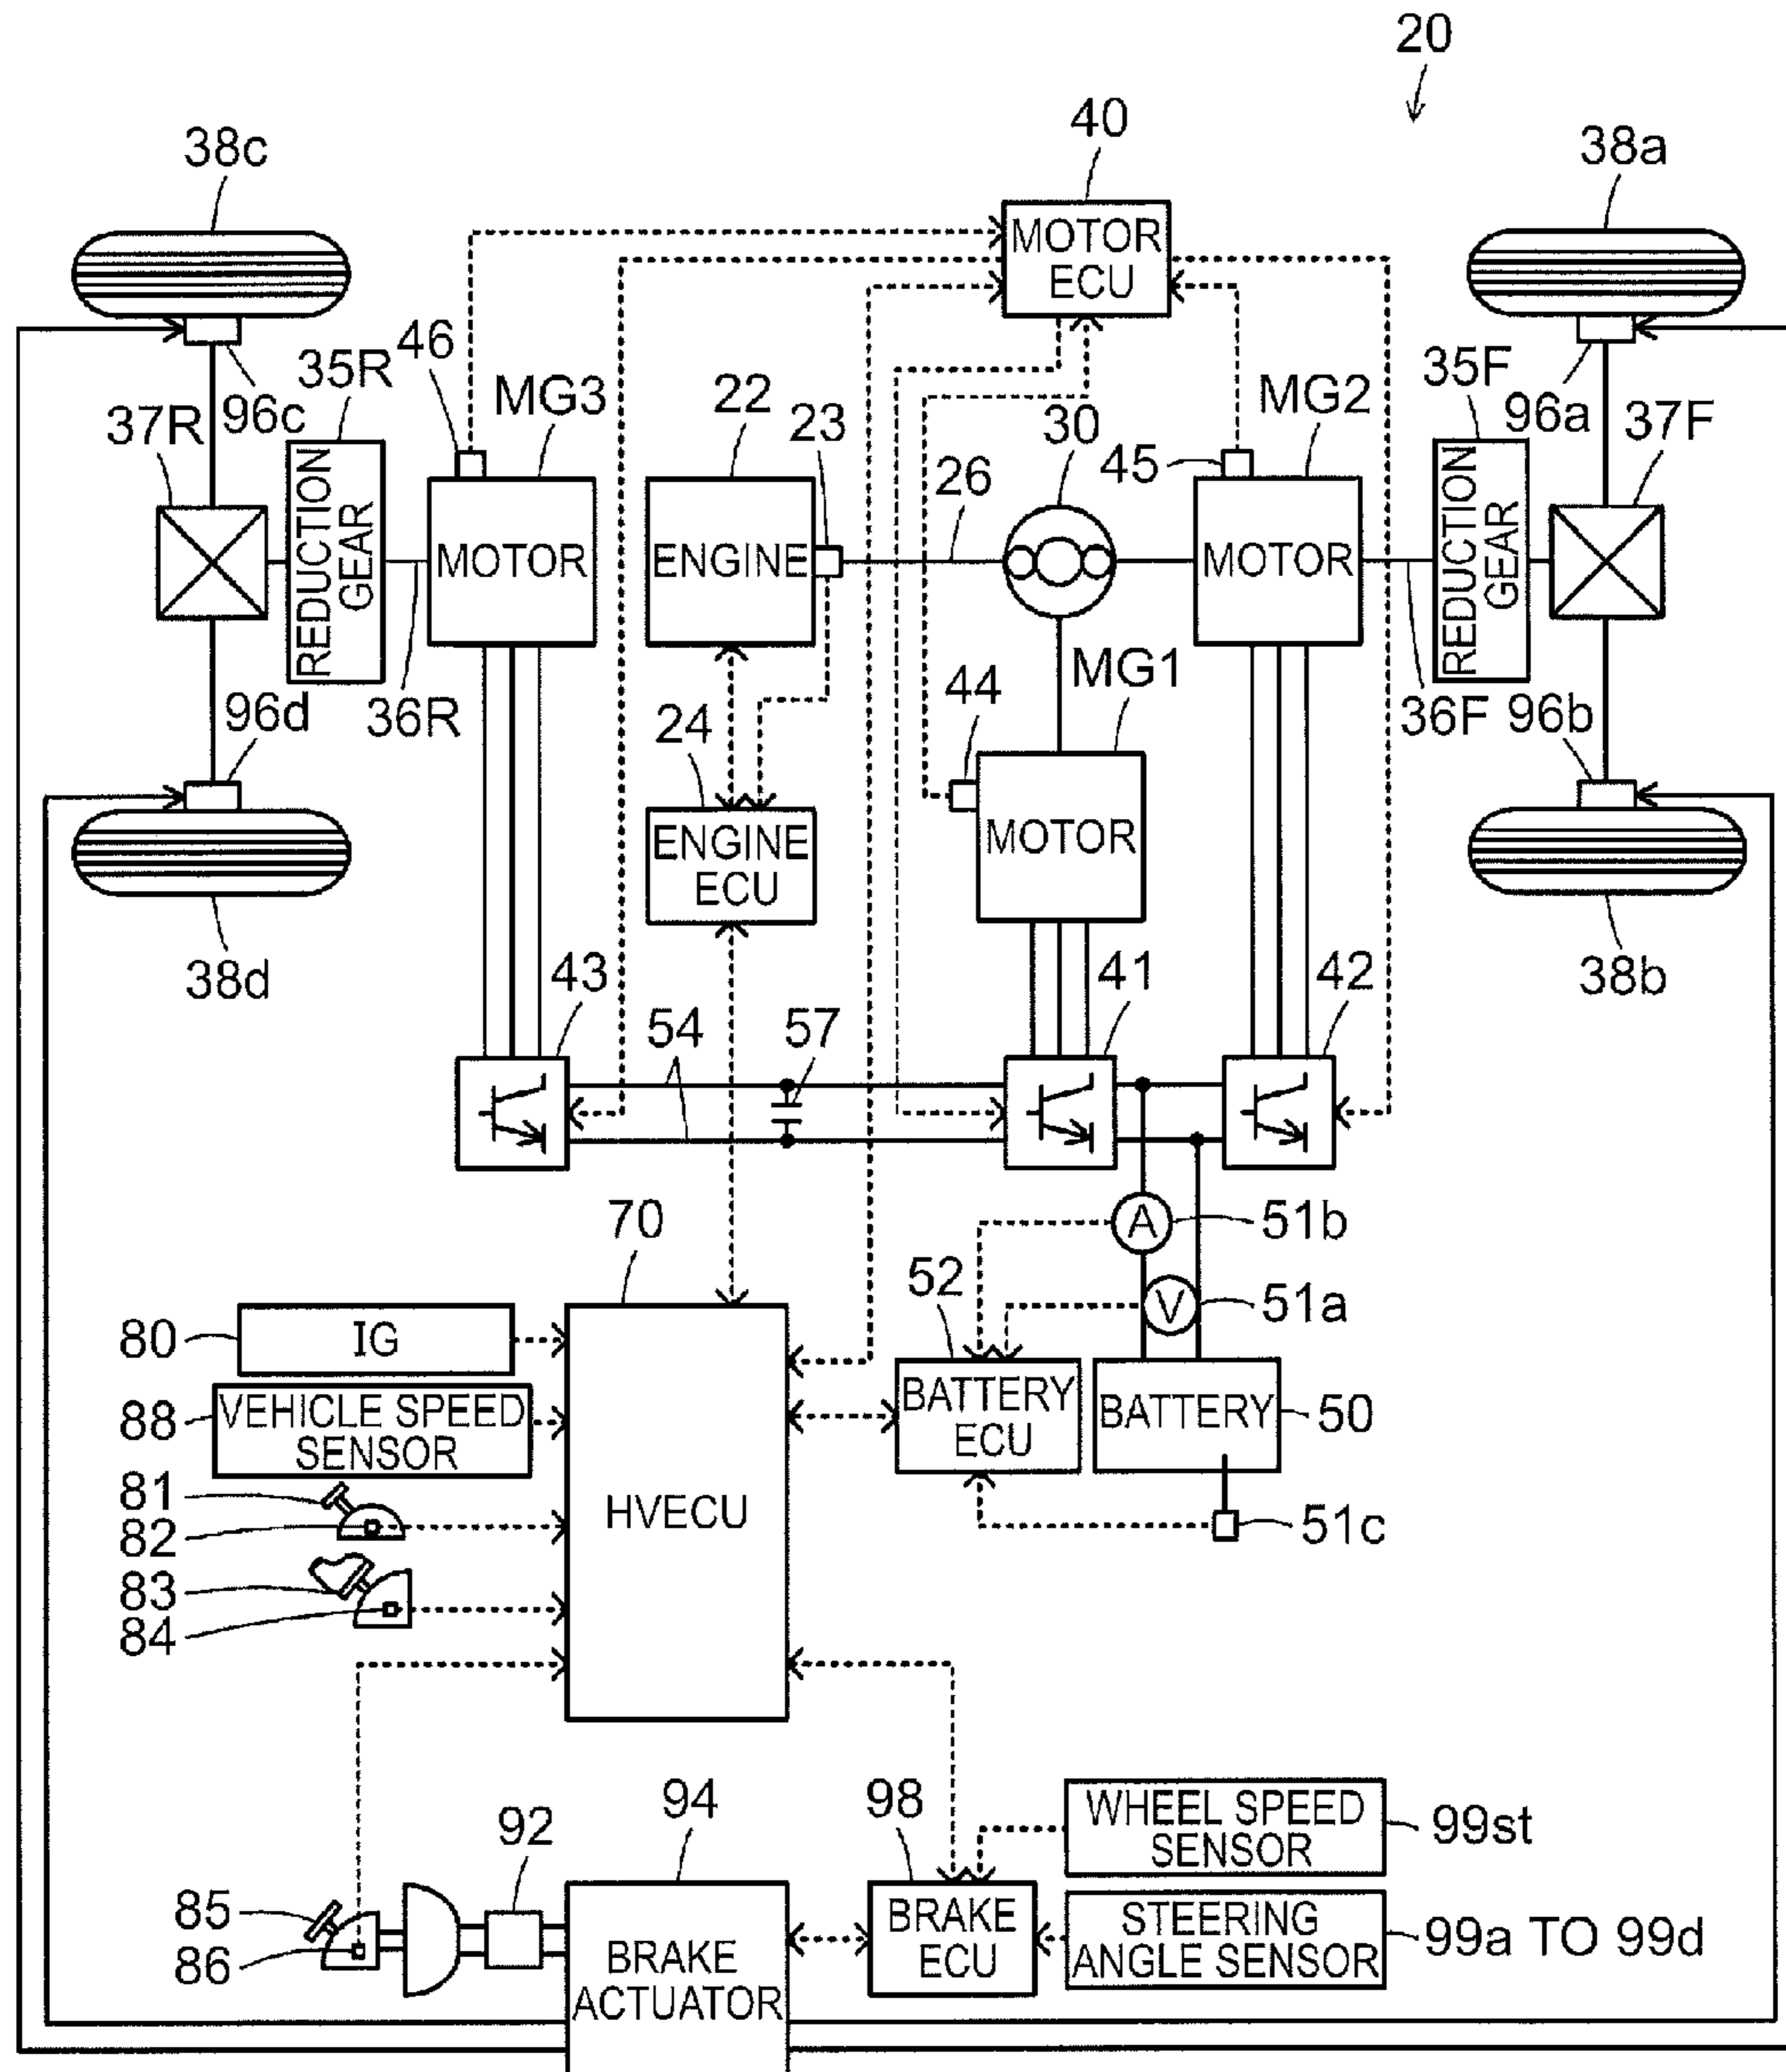 20
40
38c
38a
MOTOR
ECU
46
35R
MG3
22
23
30
MG2
35F
96c
96a
37R
37F
26
45
REDUCTION
GEAR
MOTOR
ENGINE
MOTOR
REDUCTION
GEAR
MG1
44
36R
36F
96d
96b
24
ENGINE
ECU
MOTOR
38d
43
41
42
38b
54
57
70
A
51b
52
V
51a
80
IG
88
VEHICLE SPEED
SENSOR
BATTERY
ECU
BATTERY
50
81
82
HVECU
51c
83
84
92
94
98
WHEEL SPEED
SENSOR
99st
85
86
BRAKE
ACTUATOR
BRAKE
ECU
STEERING
ANGLE SENSOR
99a TO 99d